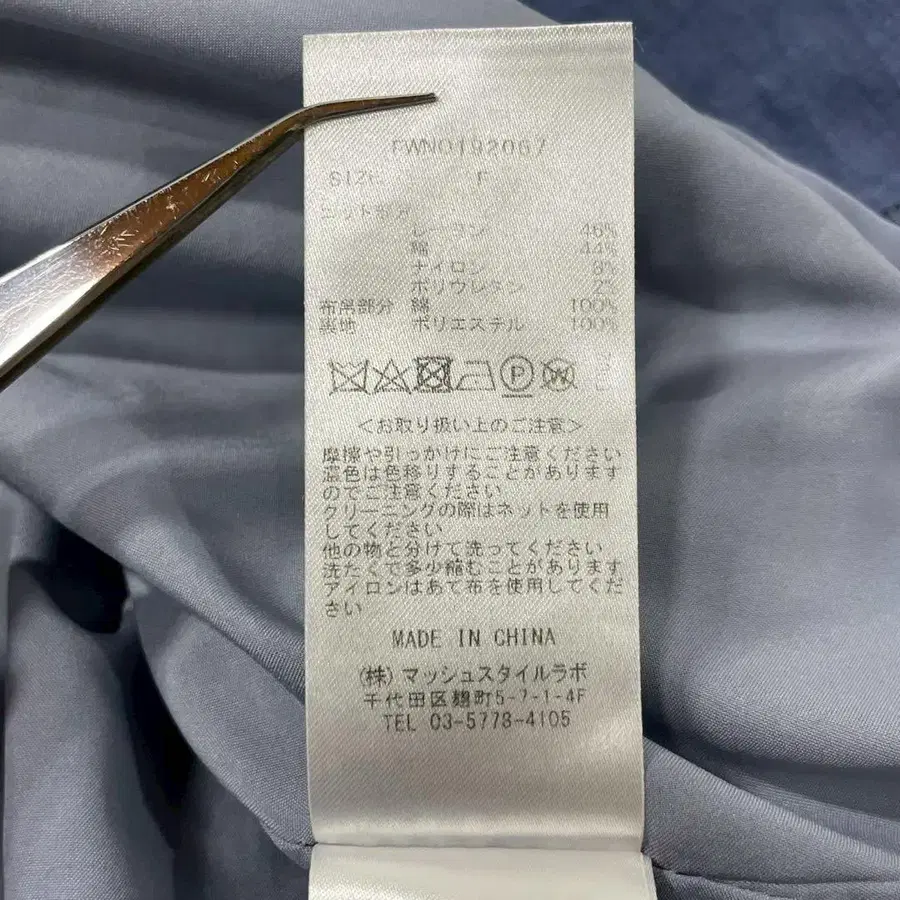 FWNO192067
SIZE F
ニット部分
レーヨン 46%
綿 44%
ナイロン 8%
ポリウレタン 2%
布帛部分 綿 100%
裏地 ポリエステル 100%
P W
<お取り扱い上のご注意>
摩擦や引っかけにご注意ください
濃色は色移りすることがあります
のでご注意ください
クリーニングの際はネットを使用
してください
他の物と分けて洗ってください
洗たくで多少縮むことがあります
アイロンはあて布を使用してくだ
さい
MADE IN CHINA
(株)マッシュスタイルラボ
千代田区麹町5-7-1-4F
TEL 03-5778-4105